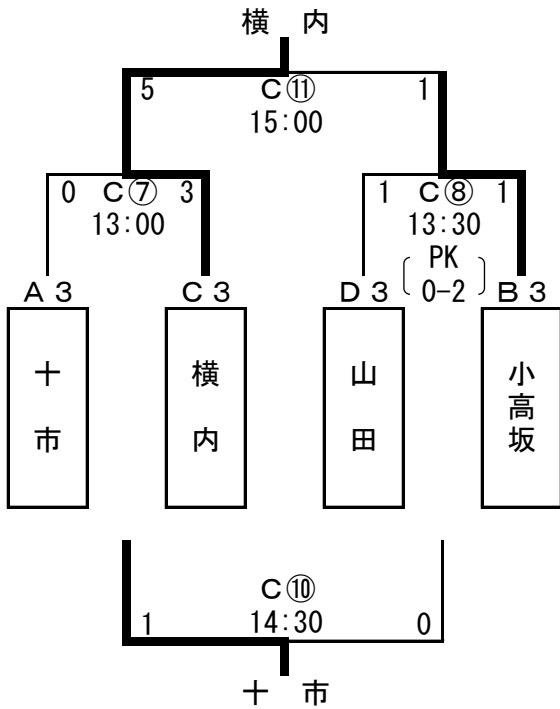 横 内
5 C⑪ 1
15:00
0 C⑦ 3 1 C⑧ 1
13:00 13:30
PK
0-2
A3 C3 D3 B3
十市 横内 山田 小高坂
C⑩
1 14:30 0
十 市